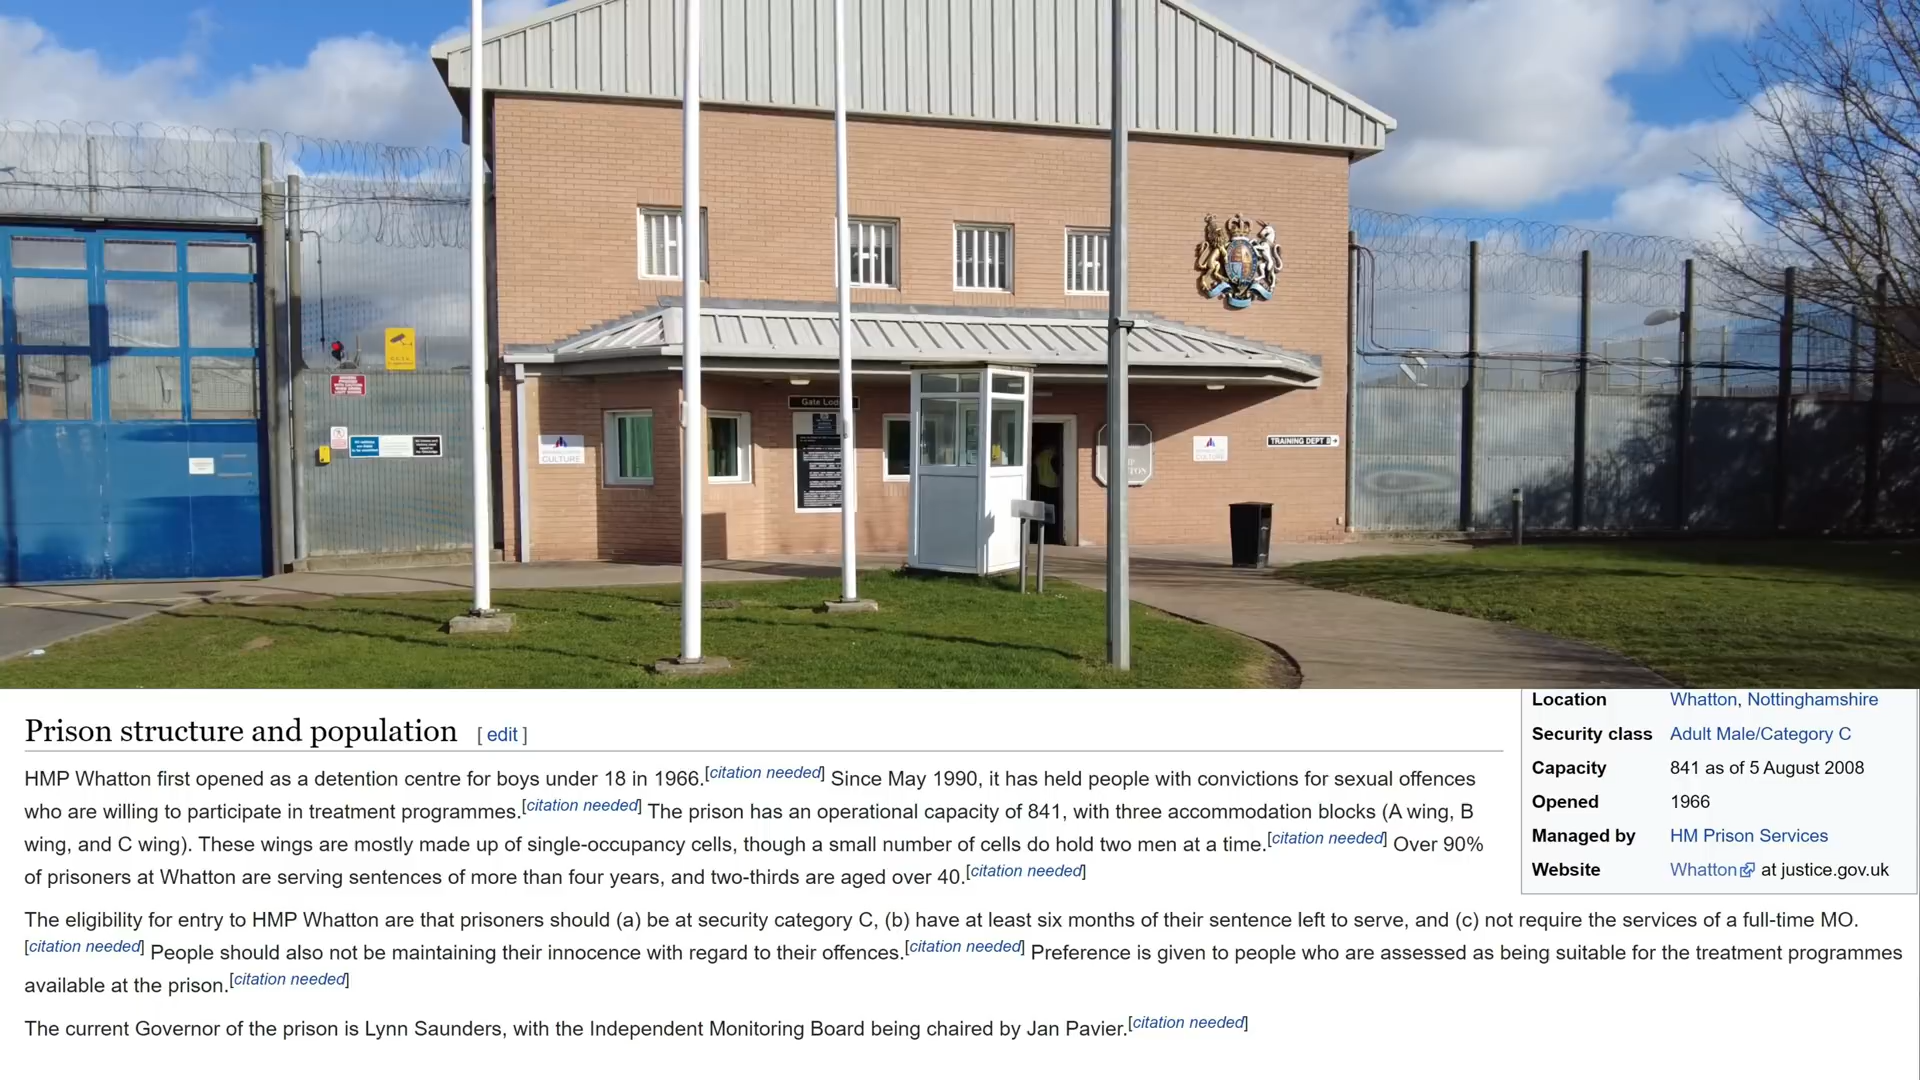 Gate Lod
CULTURE
CULTURE
TRAINING DEPT
Prison structure and population [ edit ]
HMP Whatton first opened as a detention centre for boys under 18 in 1966.[citation needed] Since May 1990, it has held people with convictions for sexual offences
who are willing to participate in treatment programmes.[citation needed] The prison has an operational capacity of 841, with three accommodation blocks (A wing, B
wing, and C wing). These wings are mostly made up of single-occupancy cells, though a small number of cells do hold two men at a time.[citation needed] Over 90%
of prisoners at Whatton are serving sentences of more than four years, and two-thirds are aged over 40.[citation needed]
The eligibility for entry to HMP Whatton are that prisoners should (a) be at security category C, (b) have at least six months of their sentence left to serve, and (c) not require the services of a full-time MO.
[citation needed] People should also not be maintaining their innocence with regard to their offences.[citation needed] Preference is given to people who are assessed as being suitable for the treatment programmes
available at the prison.[citation needed]
The current Governor of the prison is Lynn Saunders, with the Independent Monitoring Board being chaired by Jan Pavier.[citation needed]
Location Whatton, Nottinghamshire
Security class Adult Male/Category C
Capacity 841 as of 5 August 2008
Opened 1966
Managed by HM Prison Services
Website Whatton at justice.gov.uk